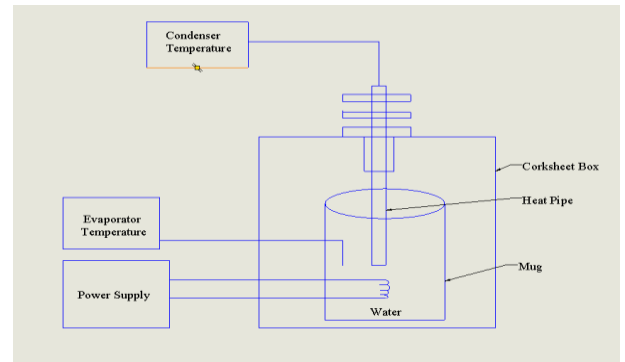 Condenser
Temperature
Corksheet Box
Heat Pipe
Evaporator
Temperature
Mug
Power Supply
Water